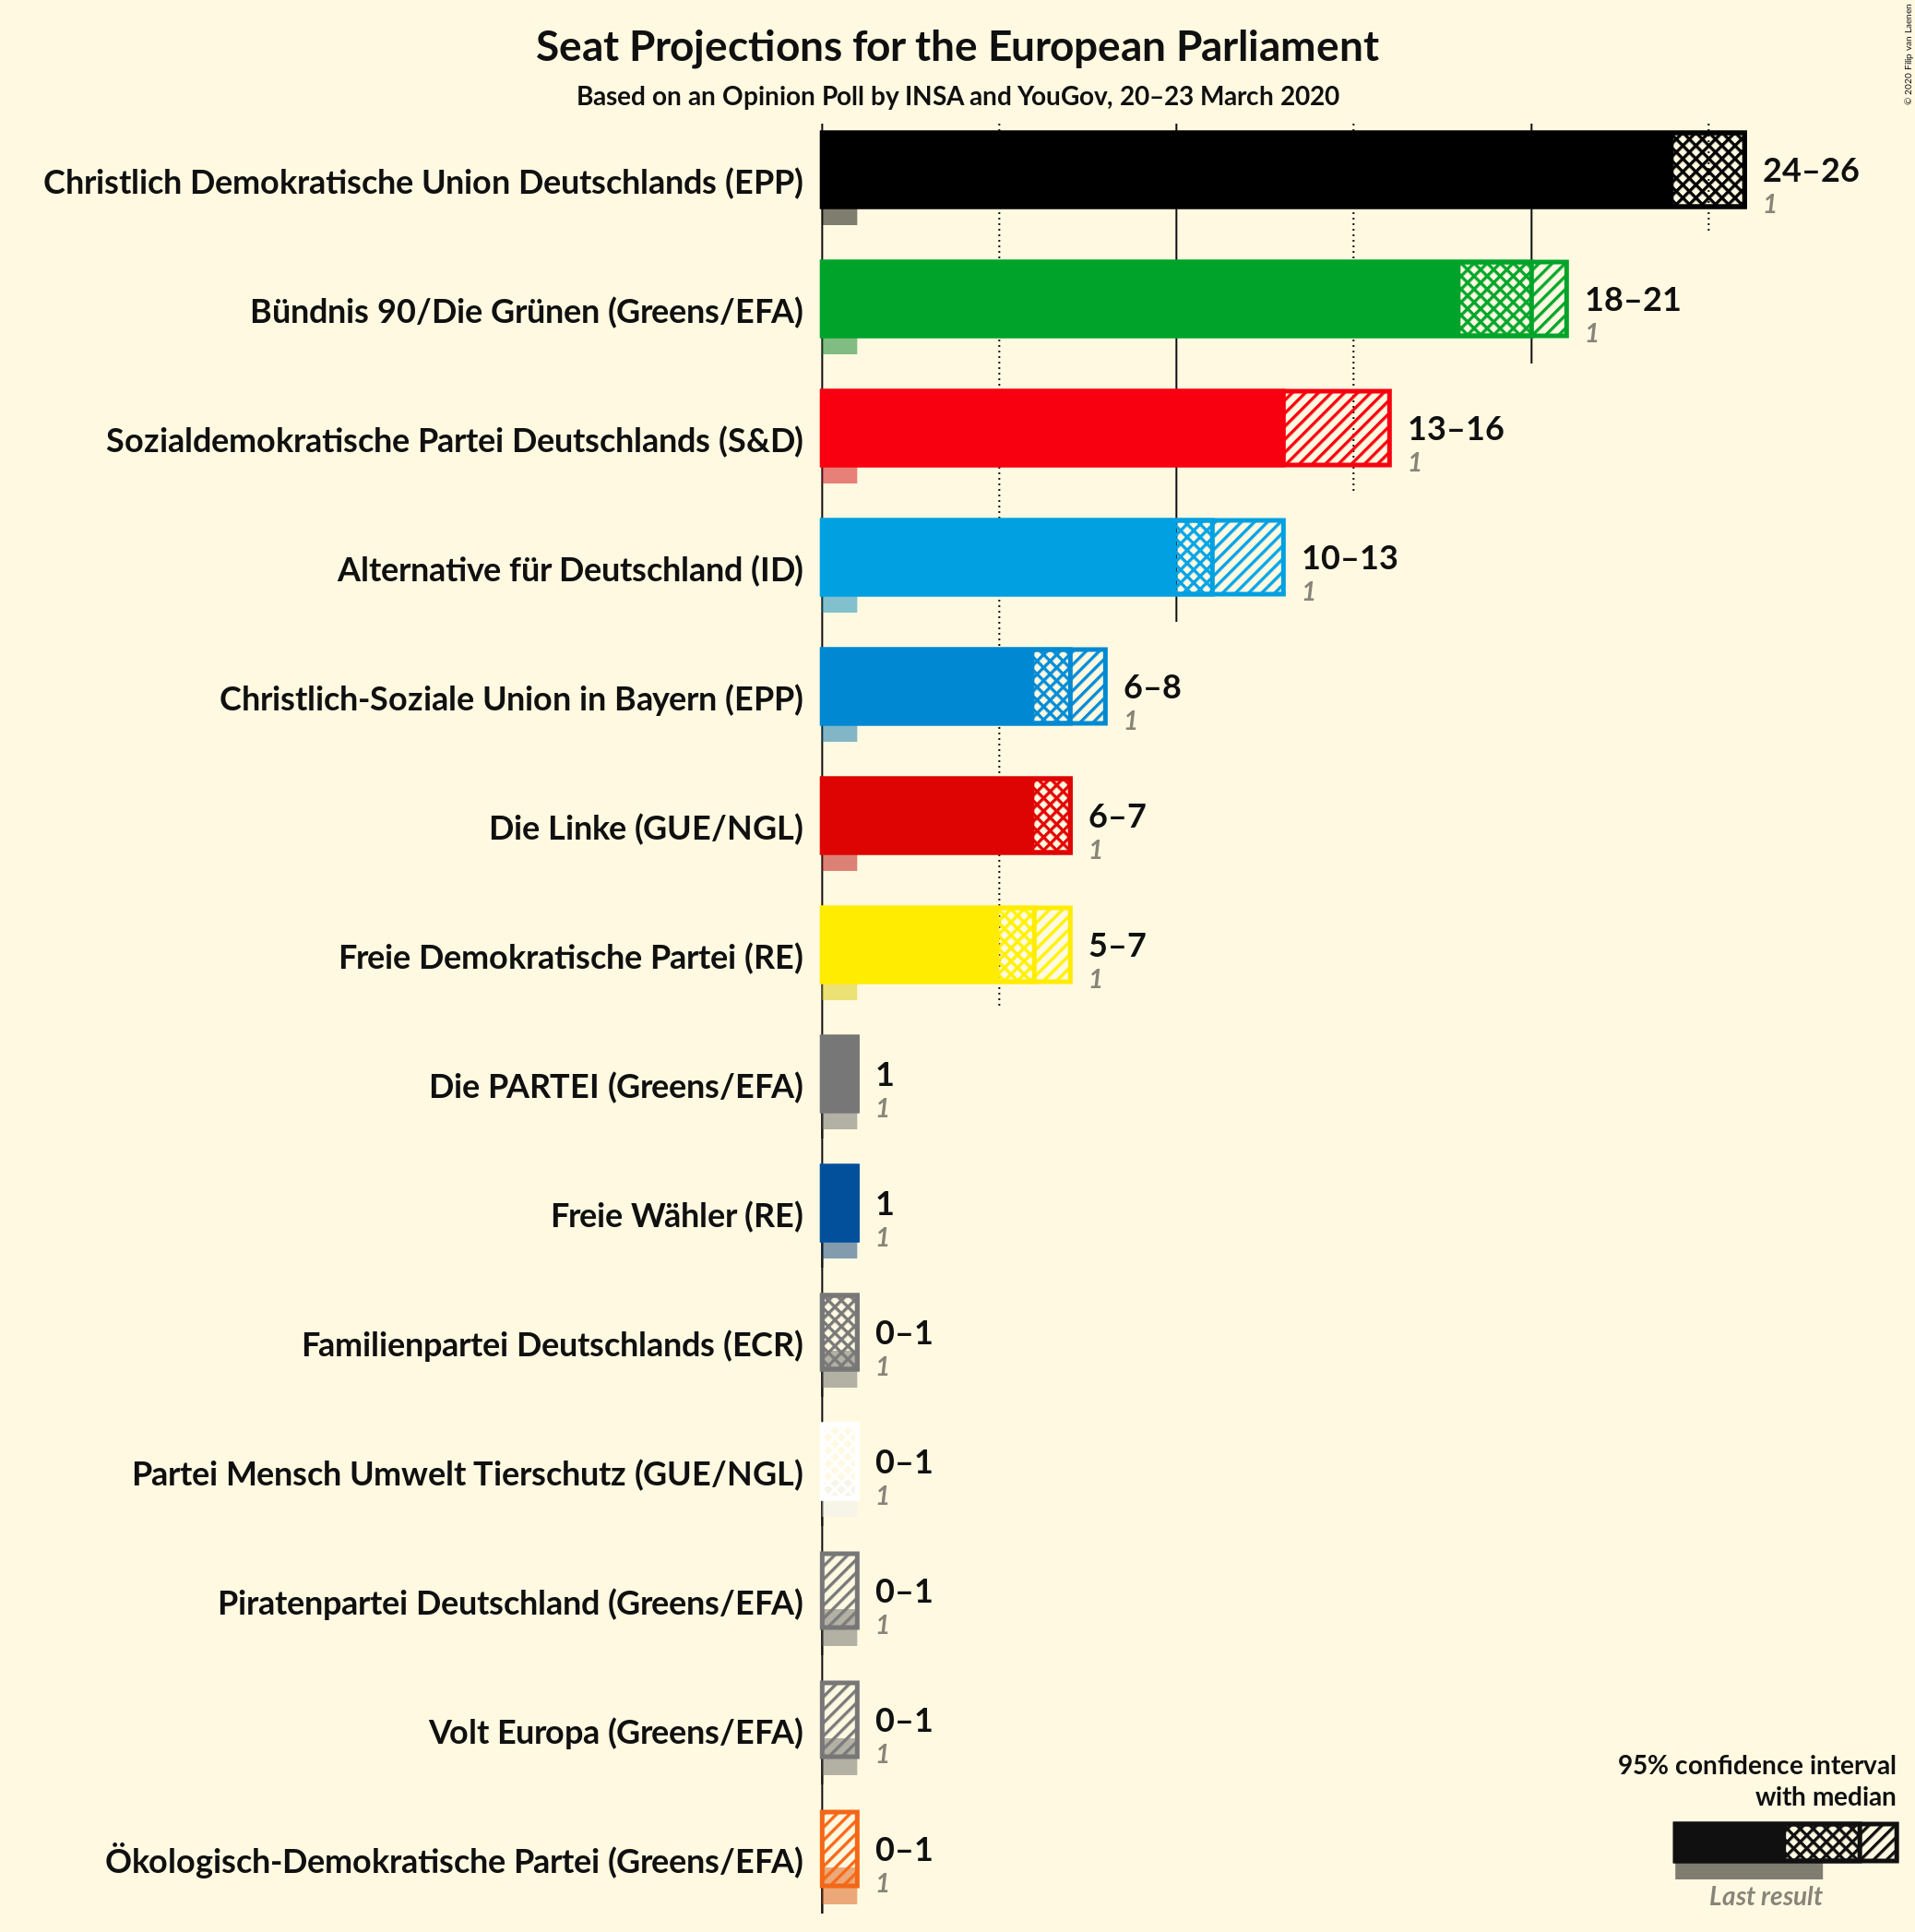 Seat Projections for the European Parliament
Based on an Opinion Poll by INSA and YouGov, 20–23 March 2020
© 2020 Filip van Laenen
Christlich Demokratische Union Deutschlands (EPP)
24–26
1
Bündnis 90/Die Grünen (Greens/EFA)
18–21
1
Sozialdemokratische Partei Deutschlands (S&D)
13–16
1
Alternative für Deutschland (ID)
10–13
1
Christlich-Soziale Union in Bayern (EPP)
6–8
1
Die Linke (GUE/NGL)
6–7
1
Freie Demokratische Partei (RE)
5–7
1
Die PARTEI (Greens/EFA)
1
1
Freie Wähler (RE)
1
1
Familienpartei Deutschlands (ECR)
0–1
1
Partei Mensch Umwelt Tierschutz (GUE/NGL)
0–1
1
Piratenpartei Deutschland (Greens/EFA)
0–1
1
Volt Europa (Greens/EFA)
0–1
1
Ökologisch-Demokratische Partei (Greens/EFA)
0–1
1
95% confidence interval
with median
Last result